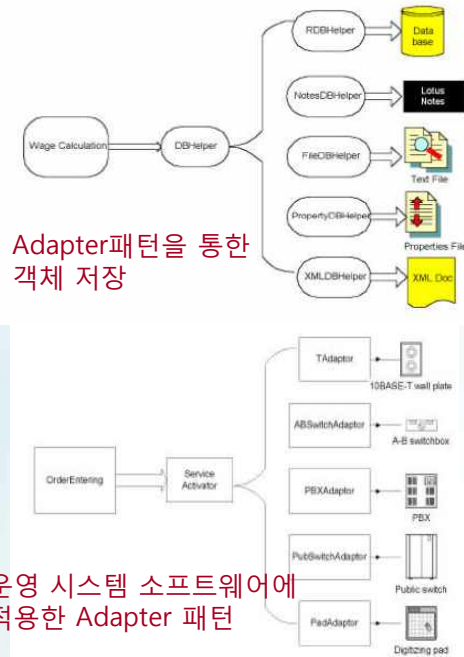 RDBHelper
Data
base
NotesDBHelper
Lotus
Notes
Wage Calculation
DBHelper
FileDBHelper
Text File
PropertyDBHelper
Properties File
XMLDBHelper
XML Doc
Adapter패턴을 통한
객체 저장
TAdaptor
10BASE-T wall plate
ABSwitchAdaptor
A-B switchbox
OrderEntering
Service
Activator
PBXAdaptor
PBX
PubSwitchAdaptor
Public switch
PadAdaptor
Digitizing pad
운영 시스템 소프트웨어에
적용한 Adapter 패턴